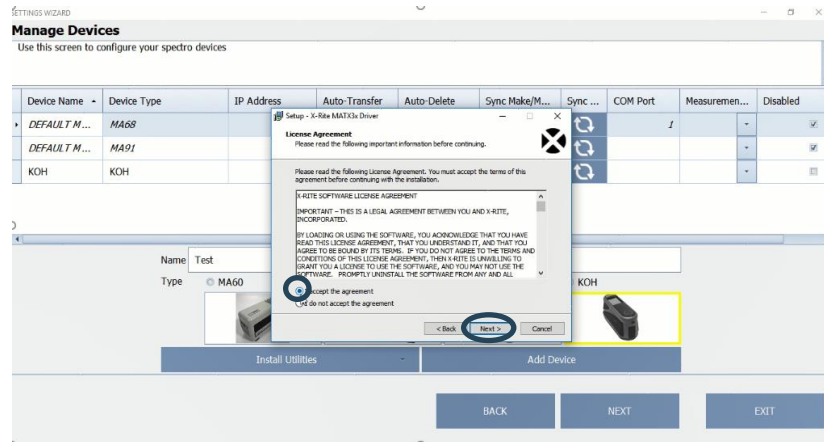 SETTINGS WIZARD
Manage Devices
Use this screen to configure your spectro devices
Device Name Device Type IP Address Auto-Transfer Auto-Delete Sync Make/M... Sync ... COM Port Measuremen... Disabled
DEFAULT M... MA68 1
DEFAULT M... MA91
KOH KOH
Setup - X-Rite MATX3x Driver
License Agreement
Please read the following important information before continuing.
Please read the following License Agreement. You must accept the terms of this
agreement before continuing with the installation.
X-RITE SOFTWARE LICENSE AGREEMENT
IMPORTANT – THIS IS A LEGAL AGREEMENT BETWEEN YOU AND X-RITE,
INCORPORATED.
BY LOADING OR USING THE SOFTWARE, YOU ACKNOWLEDGE THAT YOU HAVE
READ THIS LICENSE AGREEMENT, THAT YOU UNDERSTAND IT, AND THAT YOU
AGREE TO BE BOUND BY ITS TERMS. IF YOU DO NOT AGREE TO THE TERMS AND
CONDITIONS OF THIS LICENSE AGREEMENT, THEN X-RITE IS UNWILLING TO
GRANT YOU A LICENSE TO USE THE SOFTWARE, AND YOU MAY NOT USE THE
SOFTWARE. PROMPTLY UNINSTALL THE SOFTWARE FROM ANY AND ALL
accept the agreement
do not accept the agreement
< Back Next > Cancel
Name Test
Type MA60 KOH
Install Utilities Add Device
BACK NEXT EXIT